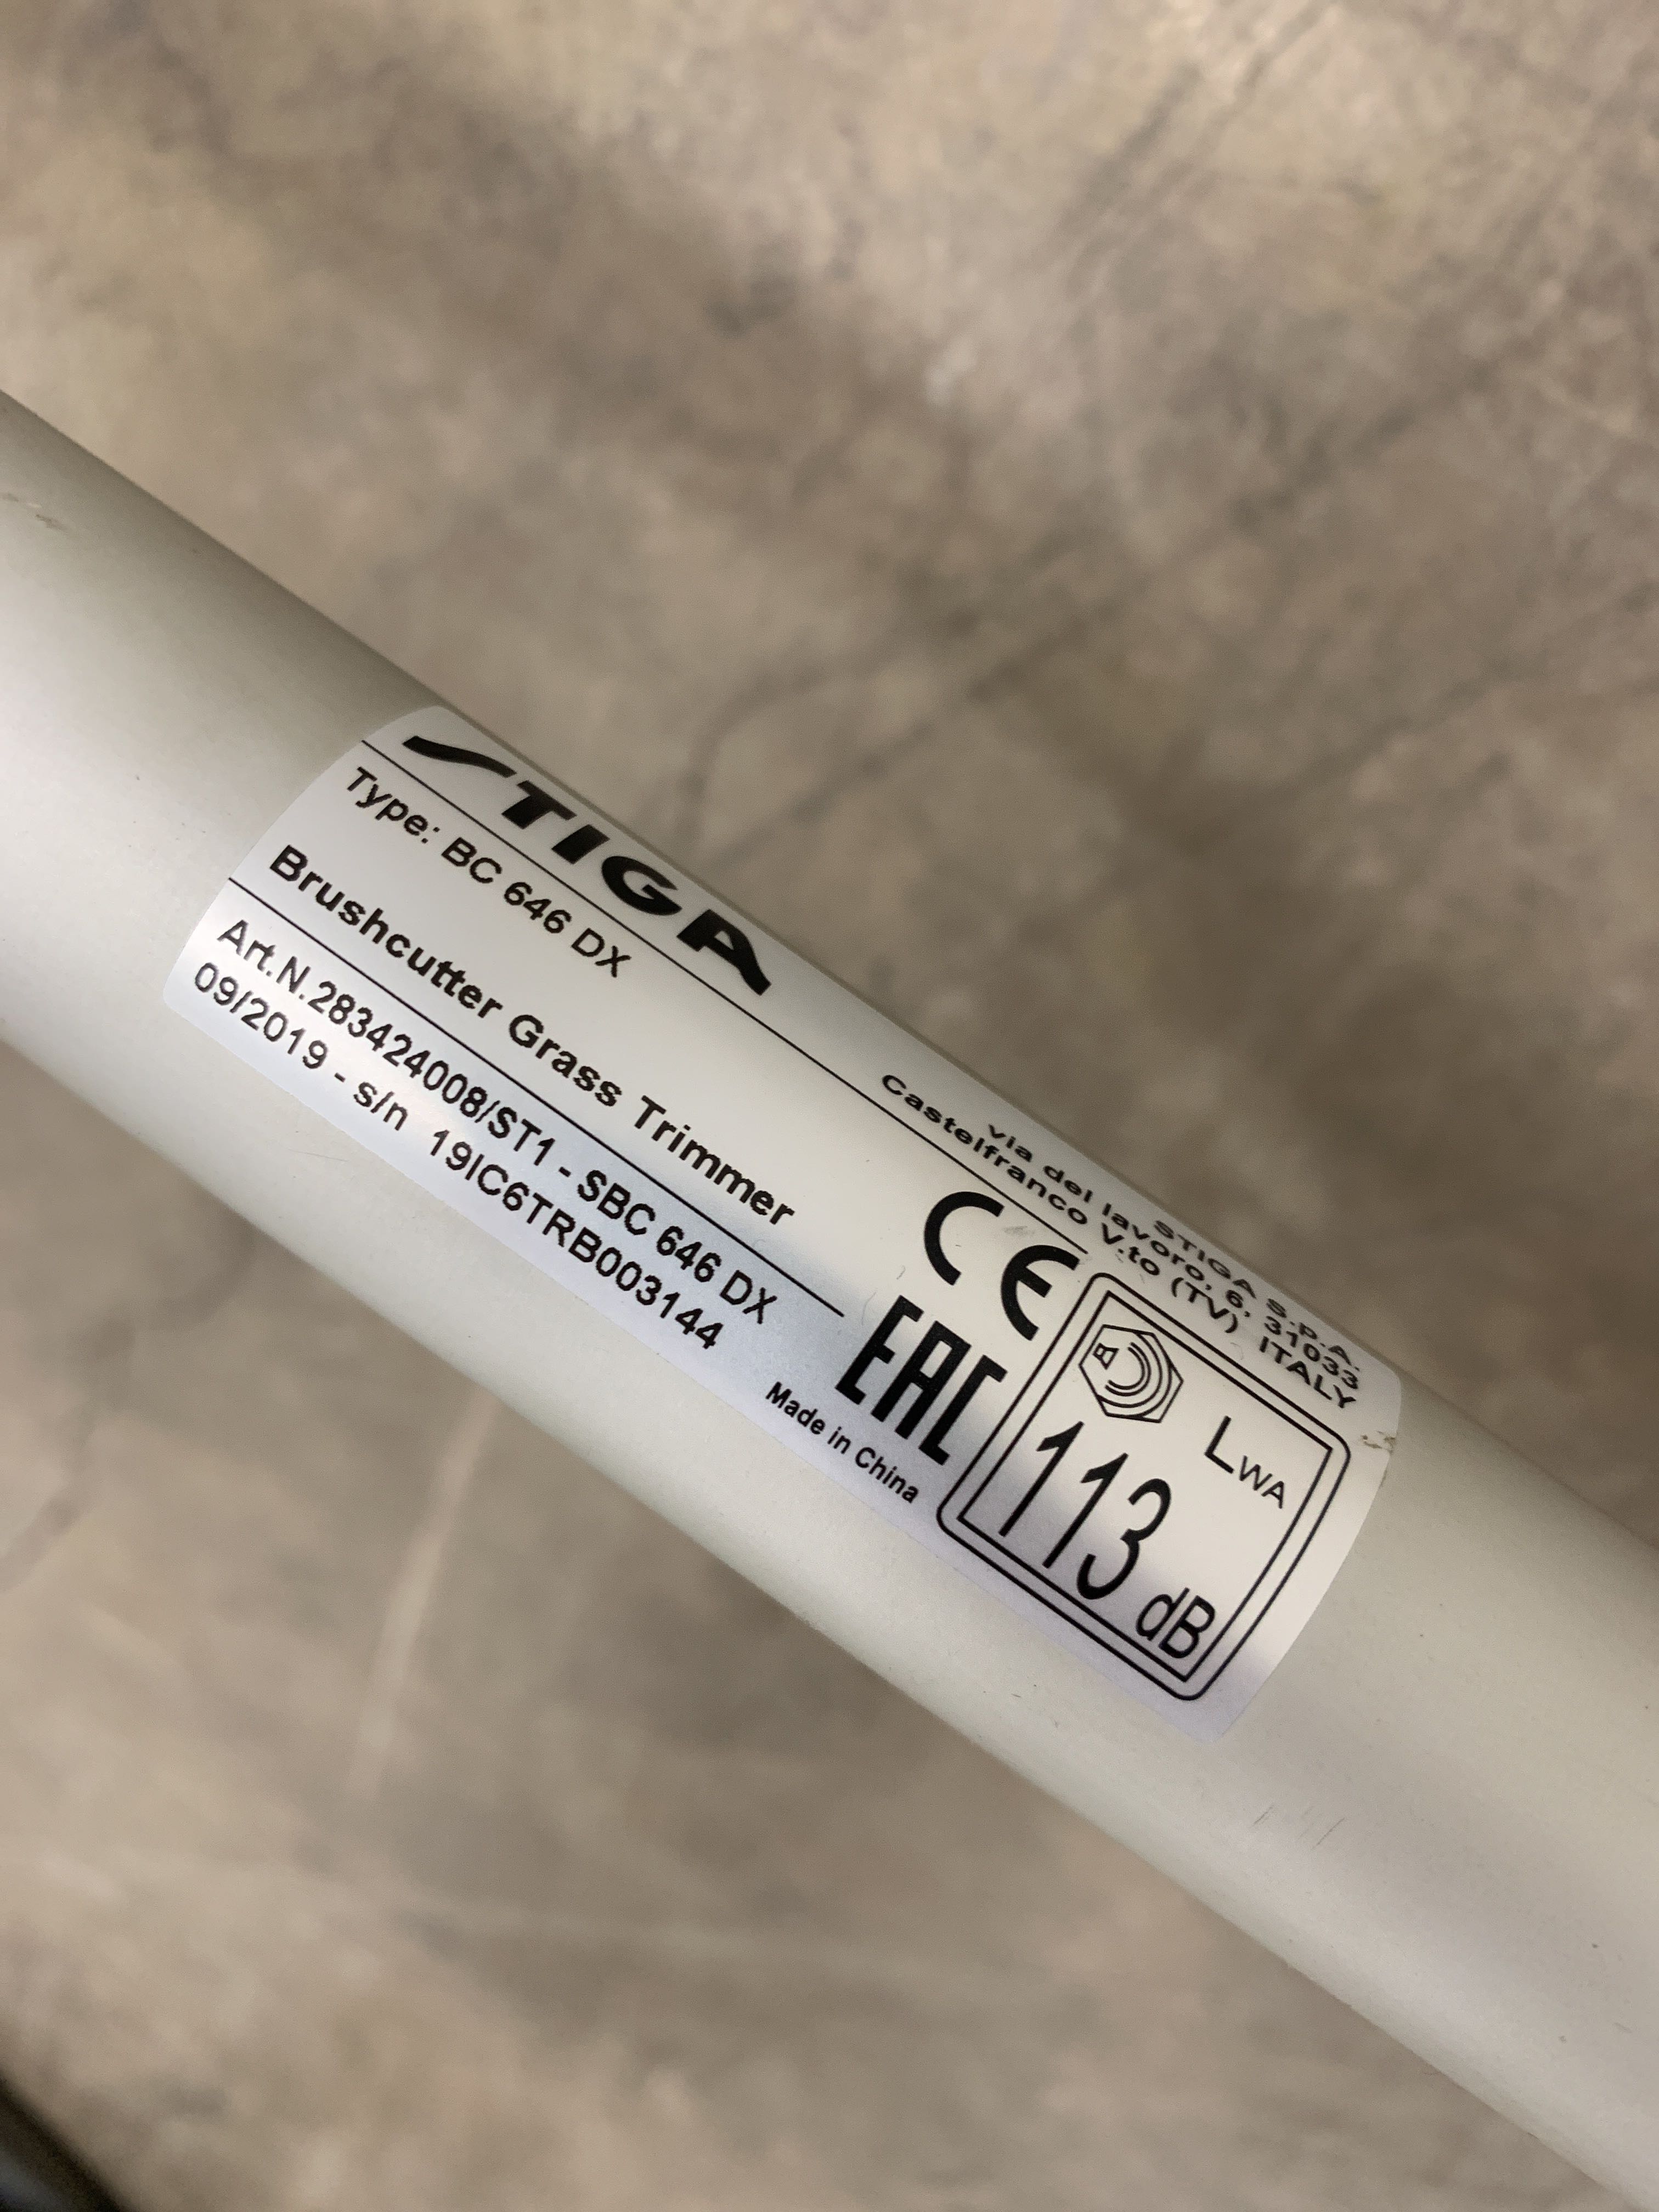 STIGA
STIGA S.p.A.
via del lavoro, 6, 31033
Castelfranco V.to (TV) ITALY
Type: BC 646 DX
Brushcutter Grass Trimmer
Art.N.283424008/ST1 - SBC 646 DX
09/2019 - s/n 19IC6TRB003144
CE
EAC
Made in China
LWA
113 dB